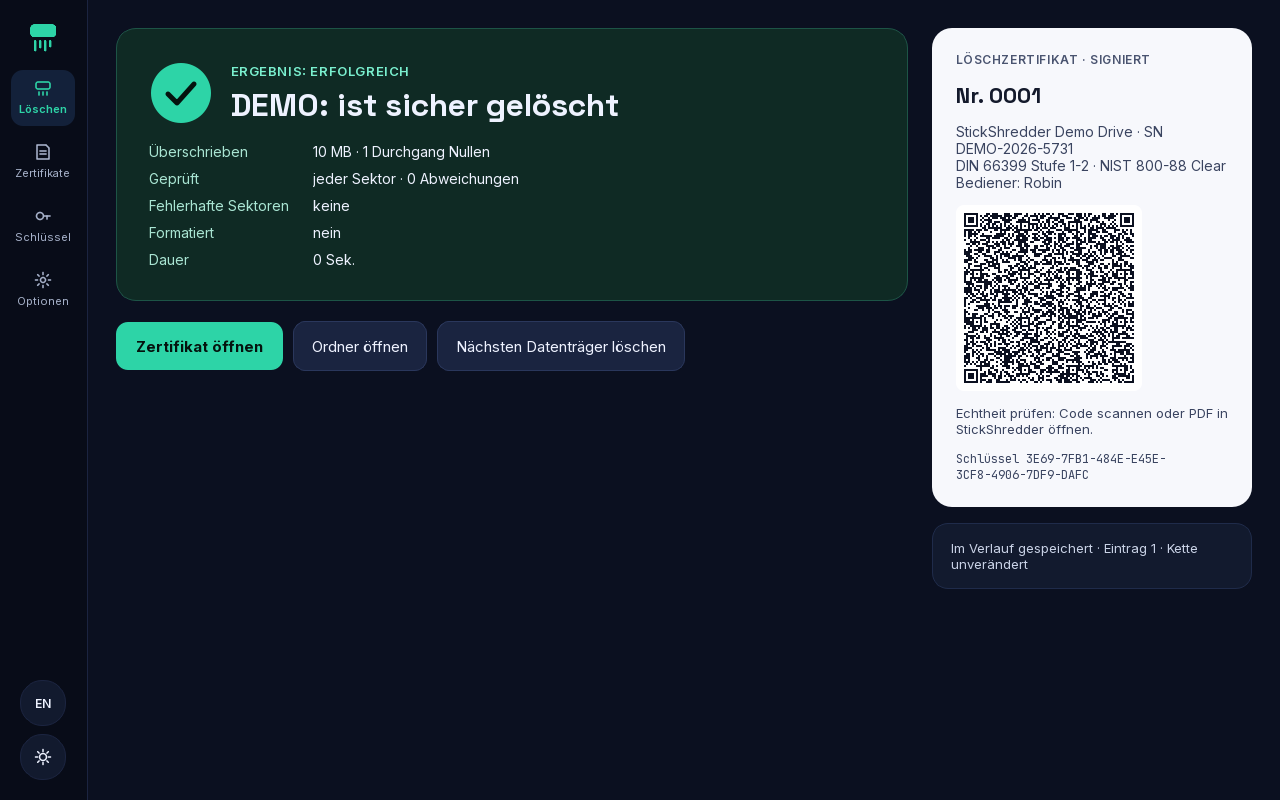 Löschen
Zertifikate
Schlüssel
Optionen
EN
ERGEBNIS: ERFOLGREICH
DEMO: ist sicher gelöscht
Überschrieben 10 MB · 1 Durchgang Nullen
Geprüft jeder Sektor · 0 Abweichungen
Fehlerhafte Sektoren keine
Formatiert nein
Dauer 0 Sek.
Zertifikat öffnen Ordner öffnen Nächsten Datenträger löschen
LÖSCHZERTIFIKAT · SIGNIERT
Nr. 0001
StickShredder Demo Drive · SN
DEMO-2026-5731
DIN 66399 Stufe 1-2 · NIST 800-88 Clear
Bediener: Robin
Echtheit prüfen: Code scannen oder PDF in
StickShredder öffnen.
Schlüssel 3E69-7FB1-484E-E45E-
3CF8-4906-7DF9-DAFC
Im Verlauf gespeichert · Eintrag 1 · Kette
unverändert